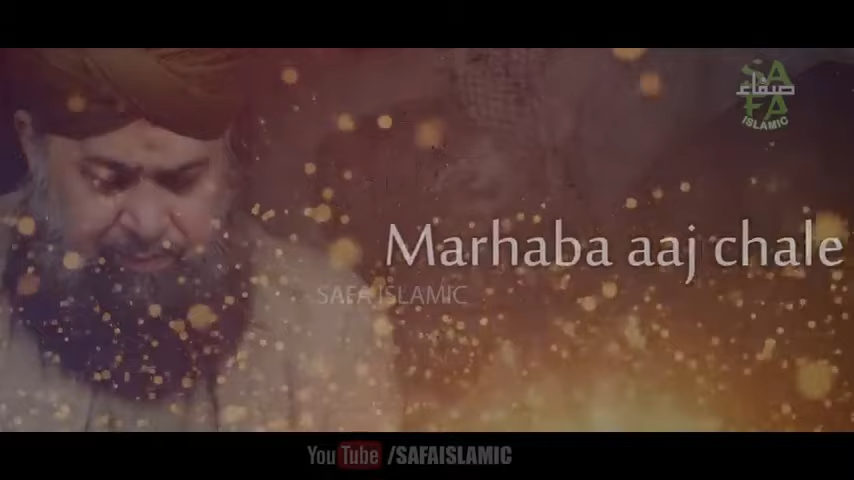 SAFA
صفاء
ISLAMIC
Marhaba aaj chale
SAFA ISLAMIC
YouTube /SAFAISLAMIC